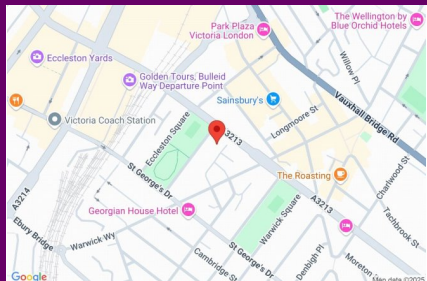 Park Plaza
Victoria London
The Wellington by
Blue Orchid Hotels
Eccleston Yards
Willow Pl
Golden Tours, Bulleid
Way Departure Point
Sainsbury's
Vauxhall Bridge Rd
Longmoore St
Victoria Coach Station
Eccleston Square
A3213
The Roasting
Charlwood St
A3214
St George's Dr
Tachbrook St
Georgian House Hotel
Warwick Square
A3213
Ebury Bridge
Warwick Wy
St George's Dr
Denbigh Pl
Cambridge St
Moreton
Google
Map data ©2025